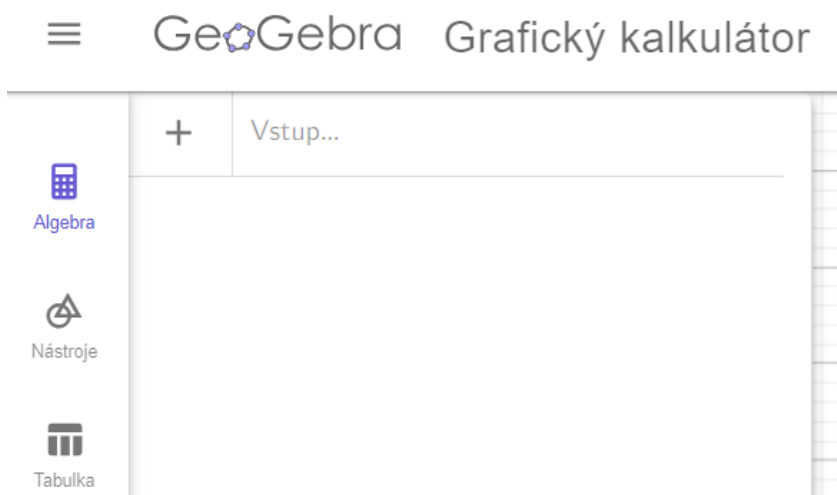 GeoGebra Grafický kalkulátor
Vstup...
Algebra
Nástroje
Tabulka